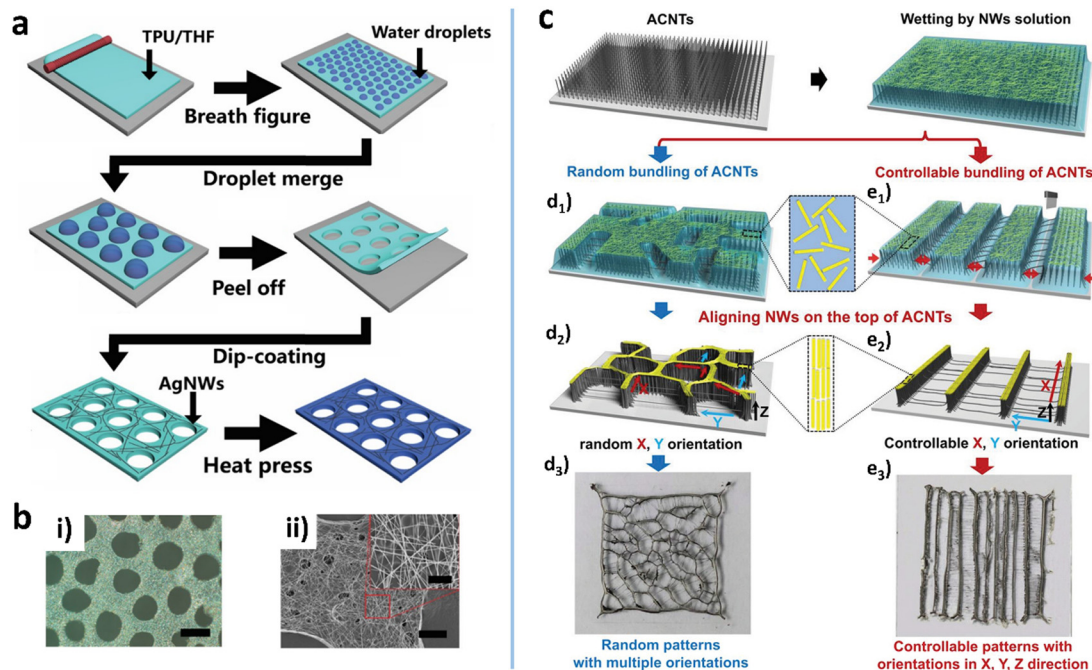 a
TPU/THF
Water droplets
Breath figure
Droplet merge
Peel off
Dip-coating
AgNWs
Heat press
b
i)
ii)
c
ACNTs
Wetting by NWs solution
Random bundling of ACNTs
Controllable bundling of ACNTs
d₁)
e₁)
Aligning NWs on the top of ACNTs
d₂)
e₂)
X
Y
Z
X
Y
Z
random X, Y orientation
Controllable X, Y orientation
d₃)
e₃)
Random patterns
with multiple orientations
Controllable patterns with
orientations in X, Y, Z direction